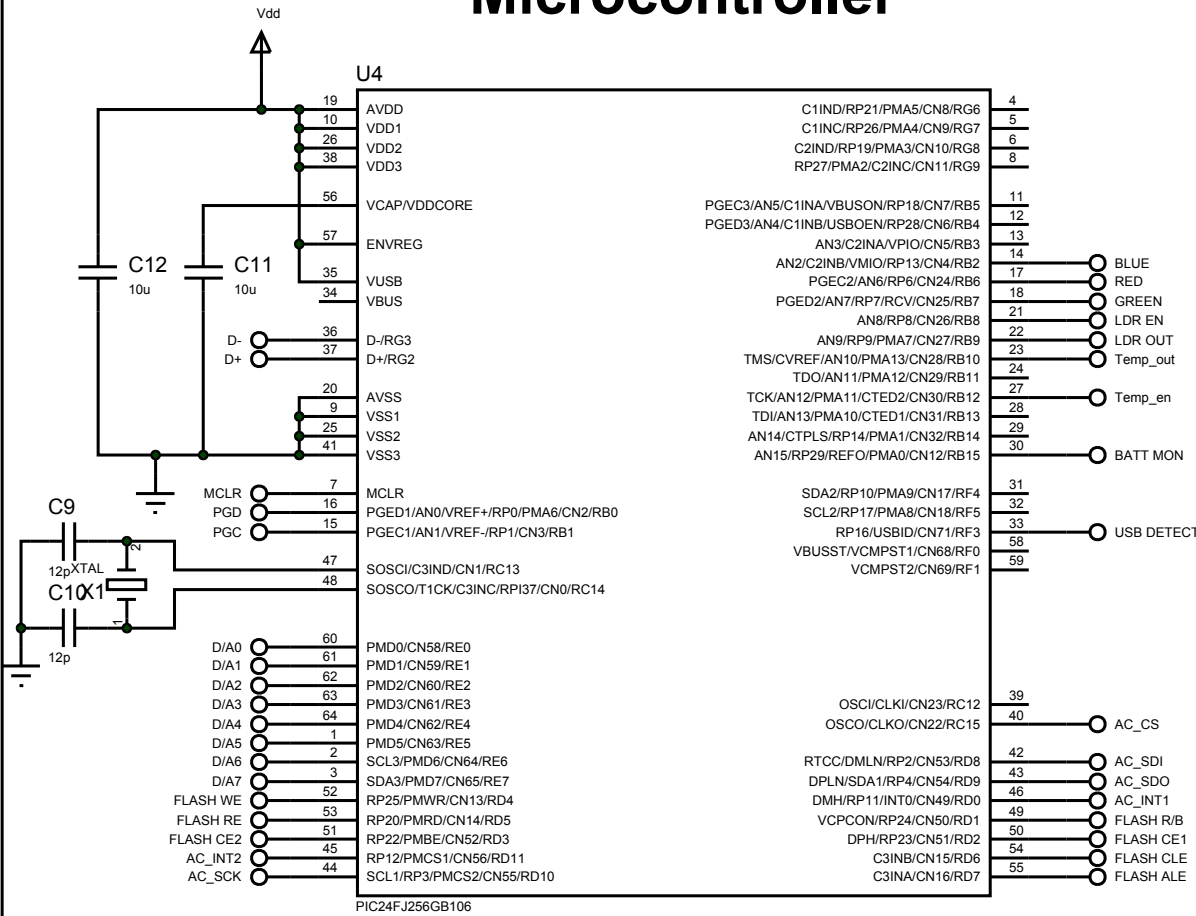 Microcontroller
Vdd
U4
19 AVDD
10 VDD1
26 VDD2
38 VDD3
56 VCAP/VDDCORE
57 ENVREG
35 VUSB
34 VBUS
C12
10u
C11
10u
D- 36 D-/RG3
D+ 37 D+/RG2
20 AVSS
9 VSS1
25 VSS2
41 VSS3
MCLR 7 MCLR
PGD 16 PGED1/AN0/VREF+/RP0/PMA6/CN2/RB0
PGC 15 PGEC1/AN1/VREF-/RP1/CN3/RB1
47 SOSCI/C3IND/CN1/RC13
48 SOSCO/T1CK/C3INC/RPI37/CN0/RC14
C9
12p
XTAL
2
C10
X1
1
12p
D/A0 60 PMD0/CN58/RE0
D/A1 61 PMD1/CN59/RE1
D/A2 62 PMD2/CN60/RE2
D/A3 63 PMD3/CN61/RE3
D/A4 64 PMD4/CN62/RE4
D/A5 1 PMD5/CN63/RE5
D/A6 2 SCL3/PMD6/CN64/RE6
D/A7 3 SDA3/PMD7/CN65/RE7
FLASH WE 52 RP25/PMWR/CN13/RD4
FLASH RE 53 RP20/PMRD/CN14/RD5
FLASH CE2 51 RP22/PMBE/CN52/RD3
AC_INT2 45 RP12/PMCS1/CN56/RD11
AC_SCK 44 SCL1/RP3/PMCS2/CN55/RD10
C1IND/RP21/PMA5/CN8/RG6 4
C1INC/RP26/PMA4/CN9/RG7 5
C2IND/RP19/PMA3/CN10/RG8 6
RP27/PMA2/C2INC/CN11/RG9 8
PGEC3/AN5/C1INA/VBUSON/RP18/CN7/RB5 11
PGED3/AN4/C1INB/USBOEN/RP28/CN6/RB4 12
AN3/C2INA/VPIO/CN5/RB3 13
AN2/C2INB/VMIO/RP13/CN4/RB2 14 BLUE
PGEC2/AN6/RP6/CN24/RB6 17 RED
PGED2/AN7/RP7/RCV/CN25/RB7 18 GREEN
AN8/RP8/CN26/RB8 21 LDR EN
AN9/RP9/PMA7/CN27/RB9 22 LDR OUT
TMS/CVREF/AN10/PMA13/CN28/RB10 23 Temp_out
TDO/AN11/PMA12/CN29/RB11 24
TCK/AN12/PMA11/CTED2/CN30/RB12 27 Temp_en
TDI/AN13/PMA10/CTED1/CN31/RB13 28
AN14/CTPLS/RP14/PMA1/CN32/RB14 29
AN15/RP29/REFO/PMA0/CN12/RB15 30 BATT MON
SDA2/RP10/PMA9/CN17/RF4 31
SCL2/RP17/PMA8/CN18/RF5 32
RP16/USBID/CN71/RF3 33 USB DETECT
VBUSST/VCMPST1/CN68/RF0 58
VCMPST2/CN69/RF1 59
OSCI/CLKI/CN23/RC12 39
OSCO/CLKO/CN22/RC15 40 AC_CS
RTCC/DMLN/RP2/CN53/RD8 42 AC_SDI
DPLN/SDA1/RP4/CN54/RD9 43 AC_SDO
DMH/RP11/INT0/CN49/RD0 46 AC_INT1
VCPCON/RP24/CN50/RD1 49 FLASH R/B
DPH/RP23/CN51/RD2 50 FLASH CE1
C3INB/CN15/RD6 54 FLASH CLE
C3INA/CN16/RD7 55 FLASH ALE
PIC24FJ256GB106